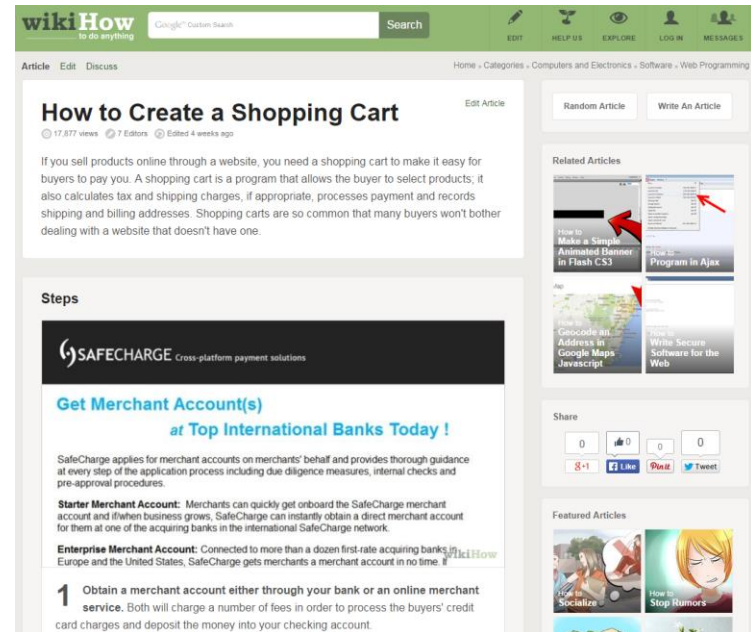 wikiHow
to do anything
Google™ Custom Search
Search
EDIT
HELP US
EXPLORE
LOG IN
MESSAGES
Article Edit Discuss
Home » Categories » Computers and Electronics » Software » Web Programming
How to Create a Shopping Cart
Edit Article
17,877 views 7 Editors Edited 4 weeks ago
If you sell products online through a website, you need a shopping cart to make it easy for
buyers to pay you. A shopping cart is a program that allows the buyer to select products; it
also calculates tax and shipping charges, if appropriate, processes payment and records
shipping and billing addresses. Shopping carts are so common that many buyers won't bother
dealing with a website that doesn't have one.
Steps
SAFECHARGE Cross-platform payment solutions
Get Merchant Account(s)
at Top International Banks Today !
SafeCharge applies for merchant accounts on merchants' behalf and provides thorough guidance
at every step of the application process including due diligence measures, internal checks and
pre-approval procedures.
Starter Merchant Account: Merchants can quickly get onboard the SafeCharge merchant
account and if/when business grows, SafeCharge can instantly obtain a direct merchant account
for them at one of the acquiring banks in the international SafeCharge network.
Enterprise Merchant Account: Connected to more than a dozen first-rate acquiring banks in
Europe and the United States, SafeCharge gets merchants a merchant account in no time. If
wikiHow
1 Obtain a merchant account either through your bank or an online merchant
service. Both will charge a number of fees in order to process the buyers' credit
card charges and deposit the money into your checking account.
Random Article
Write An Article
Related Articles
How to
Make a Simple
Animated Banner
in Flash CS3
How to
Program in Ajax
Map
How to
Geocode an
Address in
Google Maps
Javascript
How to
Write Secure
Software for the
Web
Share
0
0
0
0
8+1
Like
Pin it
Tweet
Featured Articles
How to
Socialize
How to
Stop Rumors